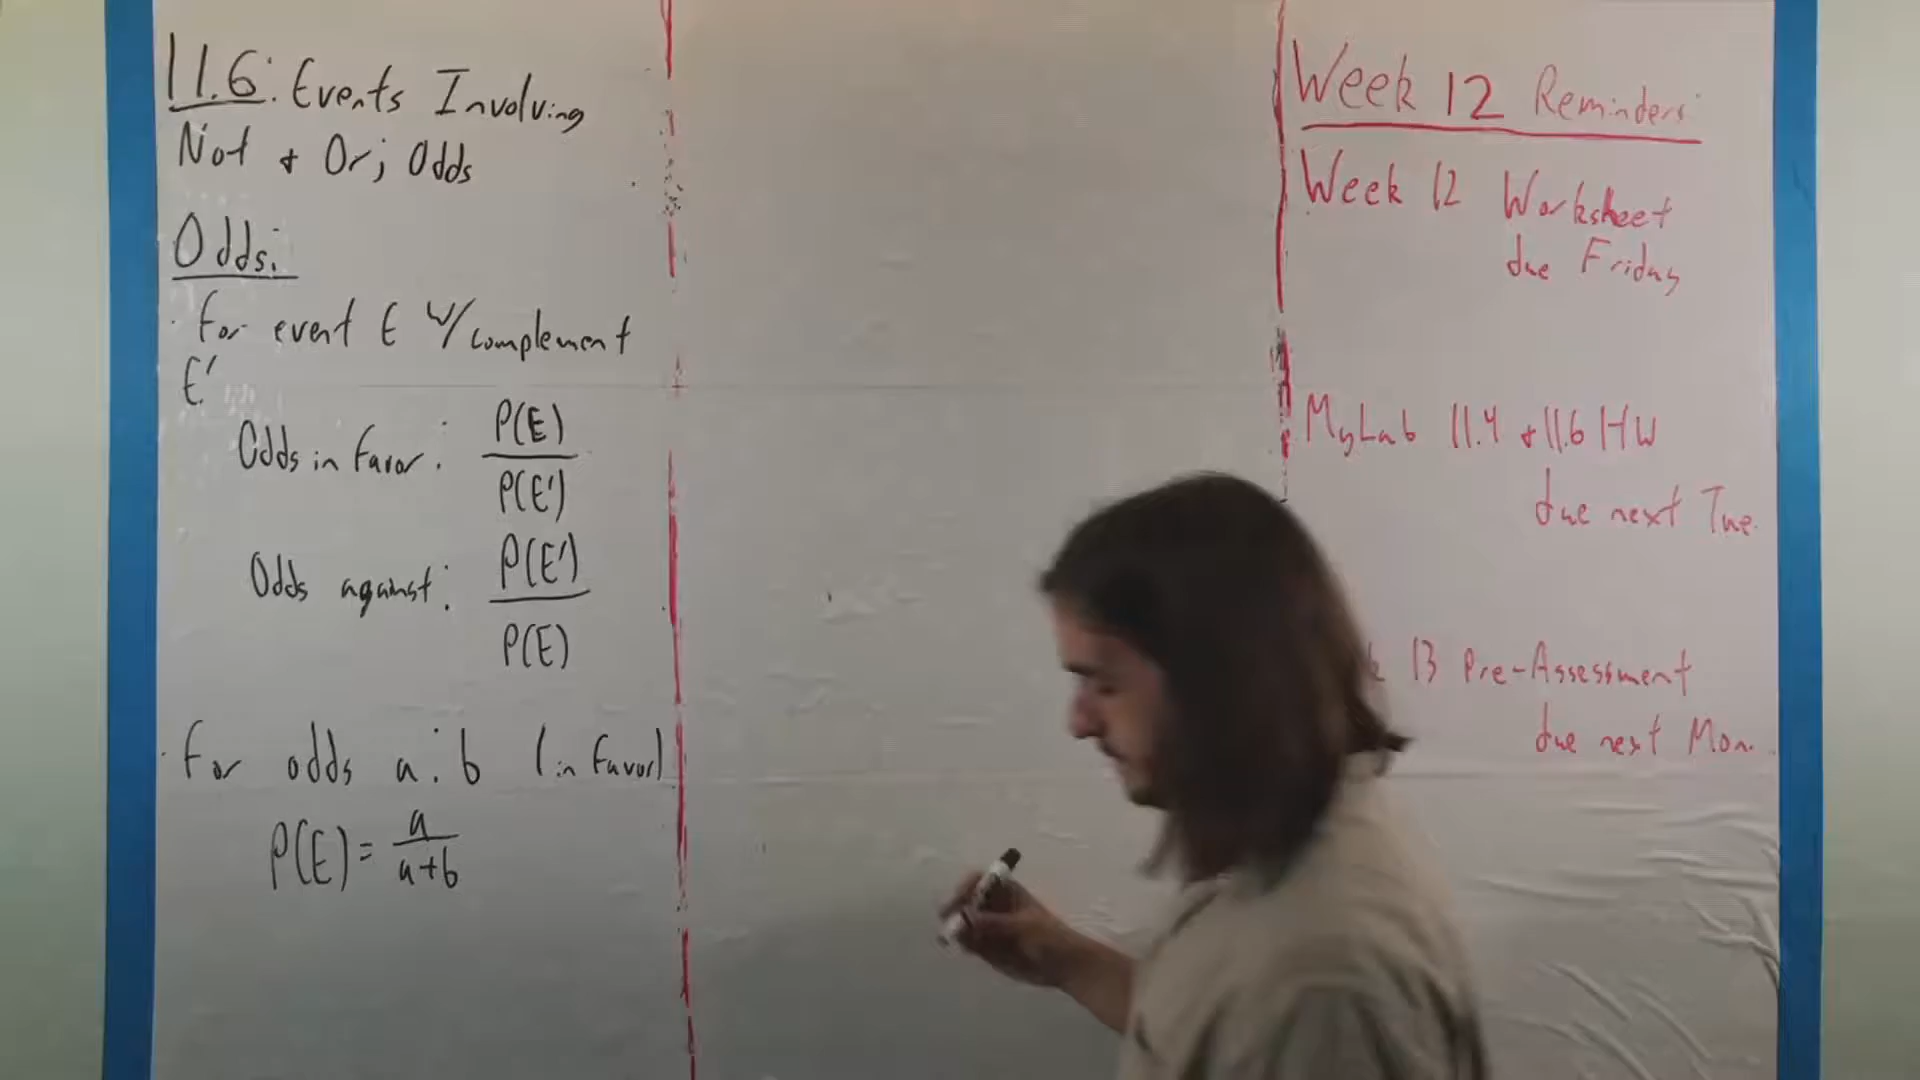 11.6: Events Involving
Not + Or; Odds
Odds:
· For event E w/ complement
E'
Odds in favor: P(E)
P(E')
Odds against: P(E')
P(E)
· For odds a:b (in favor)
P(E) = a
a+b
Week 12 Reminders:
Week 12 Worksheet
due Friday
MyLab 11.4 + 11.6 HW
due next Tue.
13 Pre-Assessment
due next Mon.